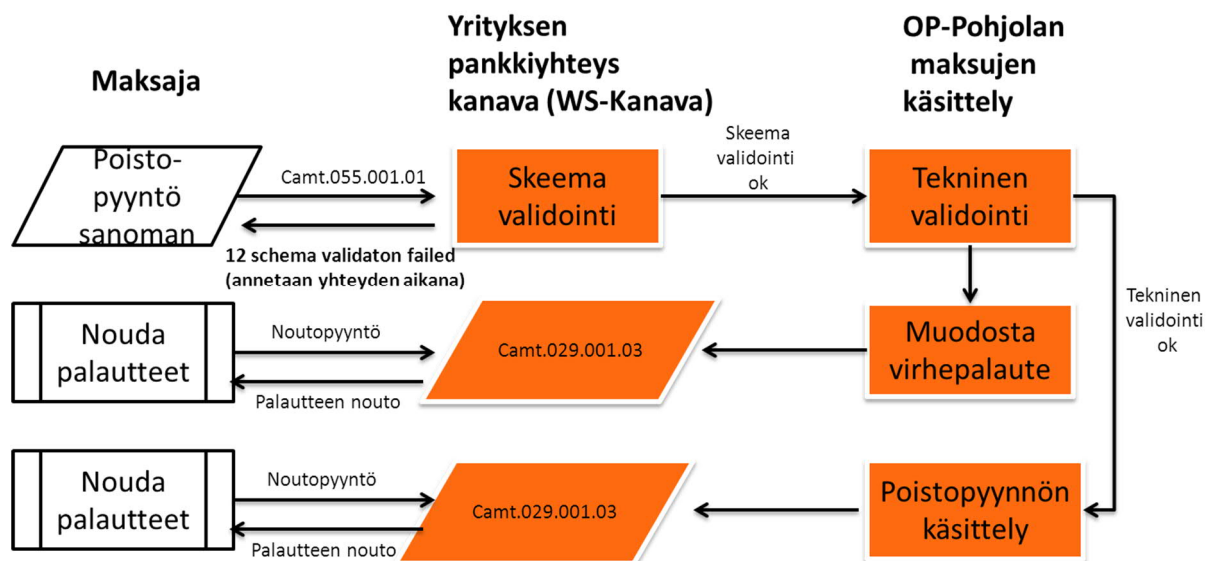 Maksaja
Yrityksen
pankkiyhteys
kanava (WS-Kanava)
OP-Pohjolan
maksujen
käsittely
Poisto-
pyyntö
sanoman
Camt.055.001.01
12 schema validaton failed
(annetaan yhteyden aikana)
Skeema
validointi
Skeema
validointi
ok
Tekninen
validointi
Tekninen
validointi
ok
Nouda
palautteet
Noutopyyntö
Palautteen nouto
Camt.029.001.03
Muodosta
virhepalaute
Nouda
palautteet
Noutopyyntö
Palautteen nouto
Camt.029.001.03
Poistopyynnön
käsittely